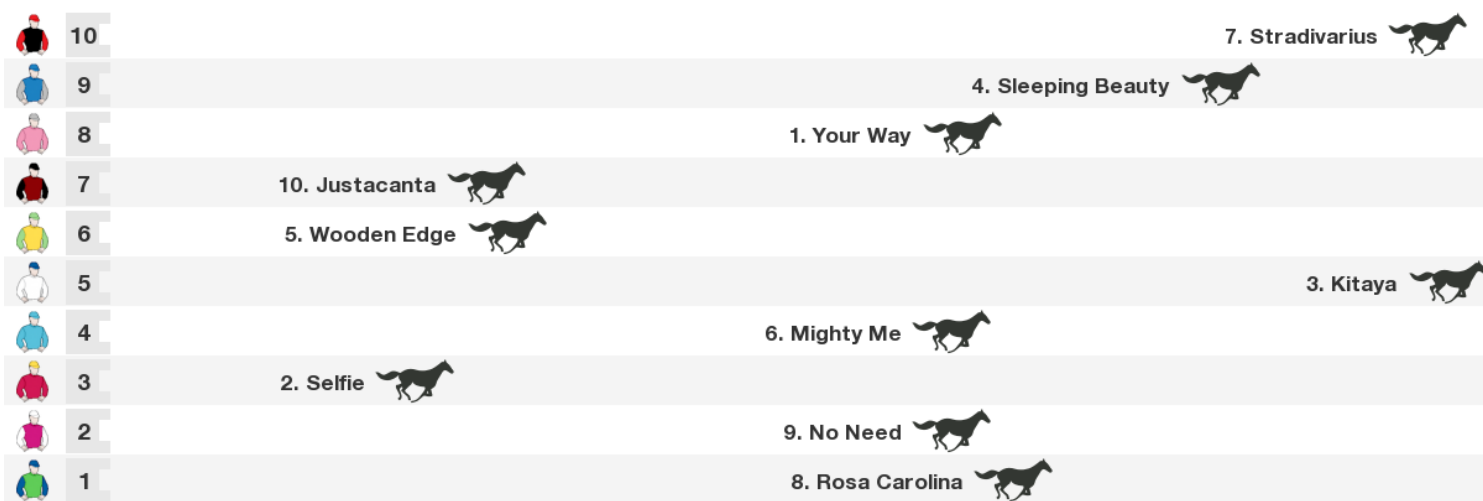 10 7. Stradivarius
9 4. Sleeping Beauty
8 1. Your Way
7 10. Justacanta
6 5. Wooden Edge
5 3. Kitaya
4 6. Mighty Me
3 2. Selfie
2 9. No Need
1 8. Rosa Carolina